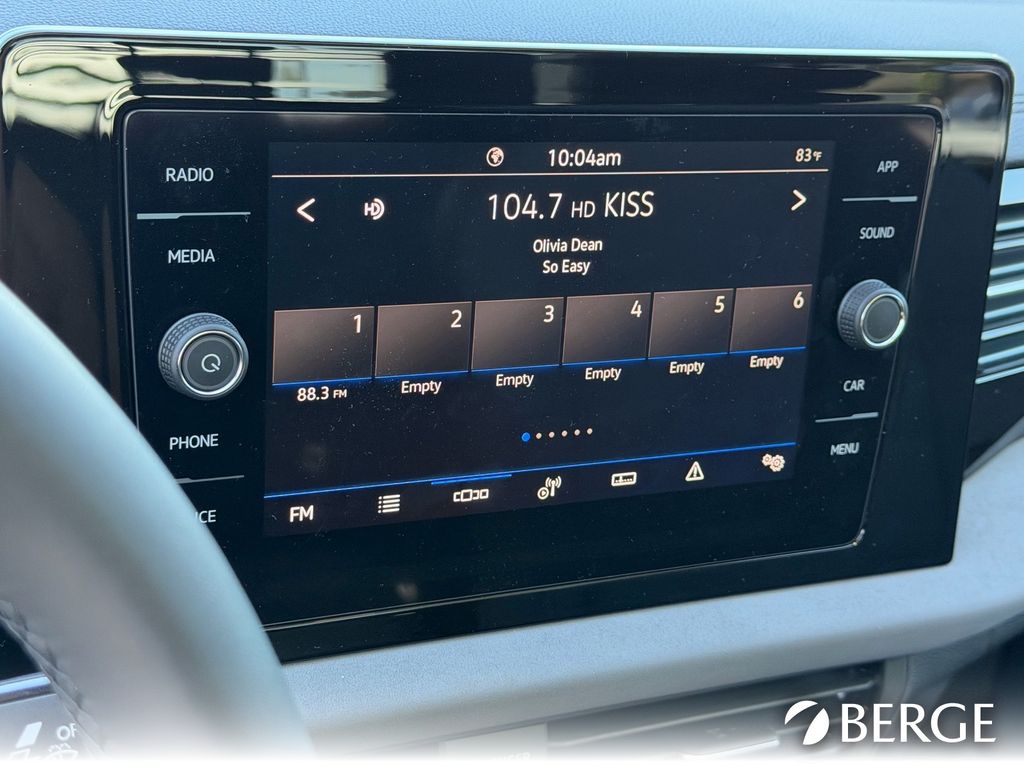 RADIO
MEDIA
PHONE
10:04am
83°F
104.7 HD KISS
Olivia Dean
So Easy
1
2
3
4
5
6
88.3 FM
Empty
Empty
Empty
Empty
Empty
FM
APP
SOUND
CAR
MENU
BERGE